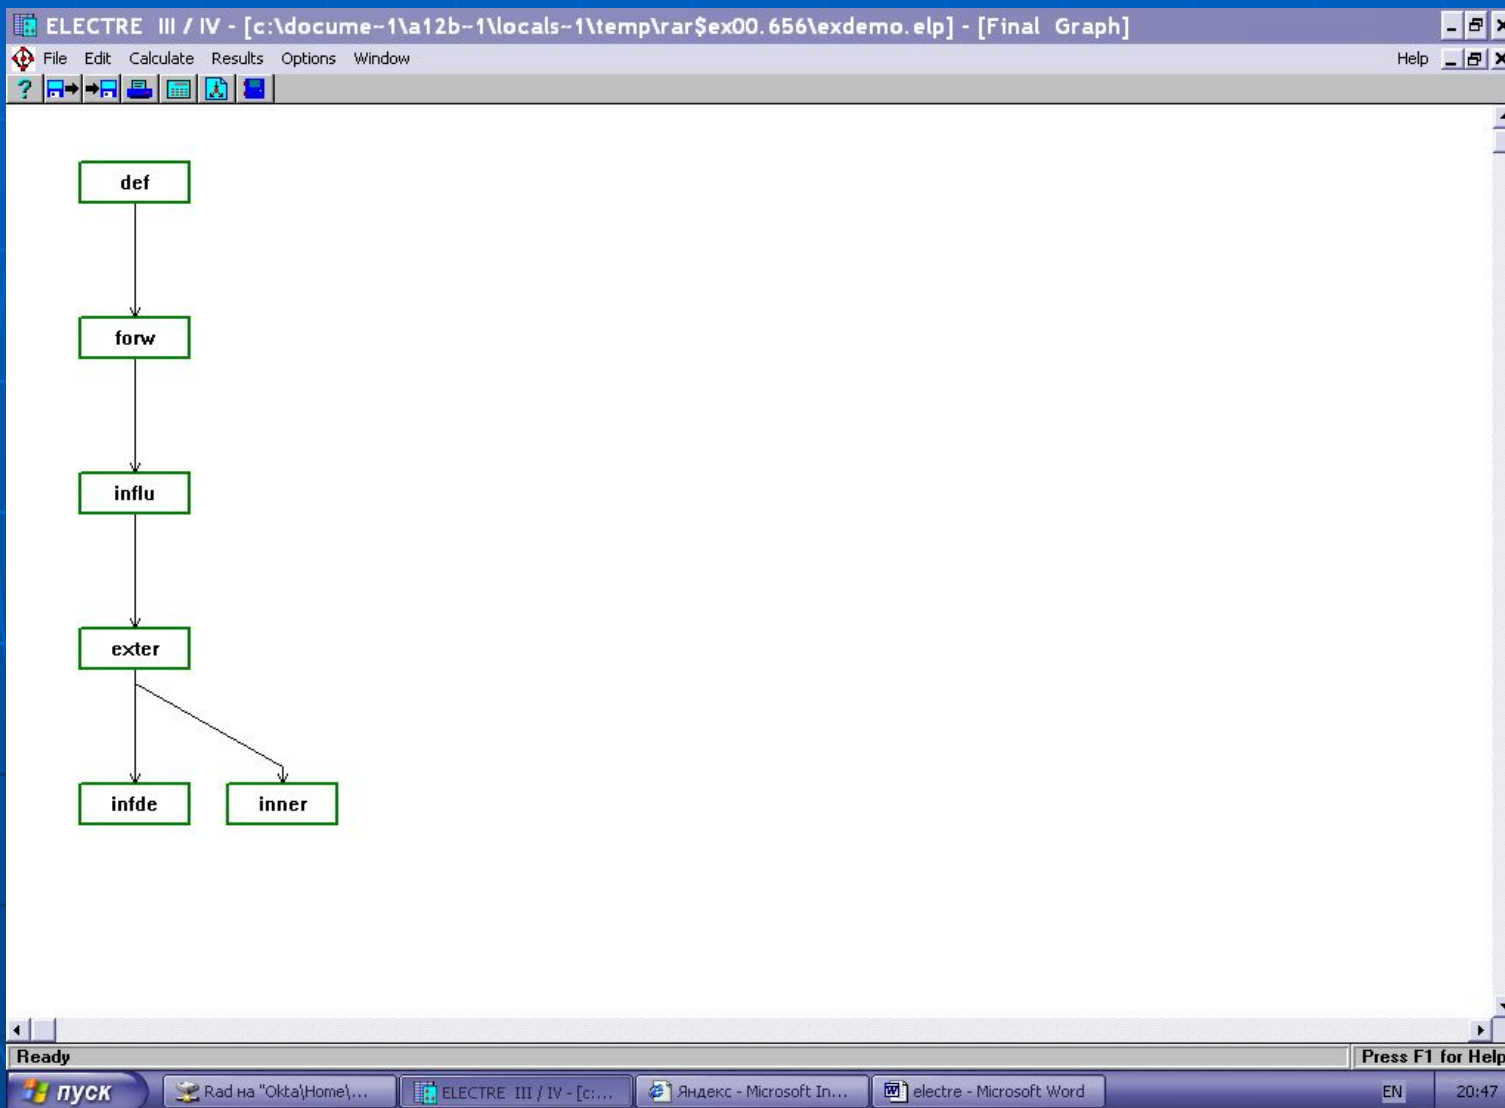 ELECTRE III / IV - [c:\docume~1\a12b~1\locals~1\temp\rar$ex00.656\exdemo.elp] - [Final Graph]
File Edit Calculate Results Options Window Help
?
def
forw
influ
exter
infde inner
Ready Press F1 for Help
пуск Rad на "Okta\Home\... ELECTRE III / IV - [c:... Яндекс - Microsoft In... electre - Microsoft Word EN 20:47